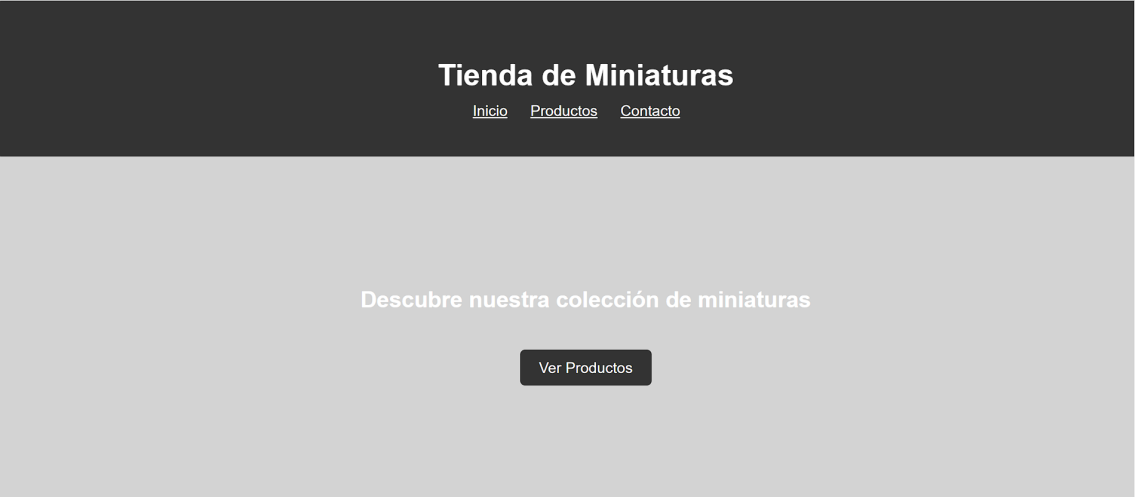 Tienda de Miniaturas
Inicio Productos Contacto
Descubre nuestra colección de miniaturas
Ver Productos